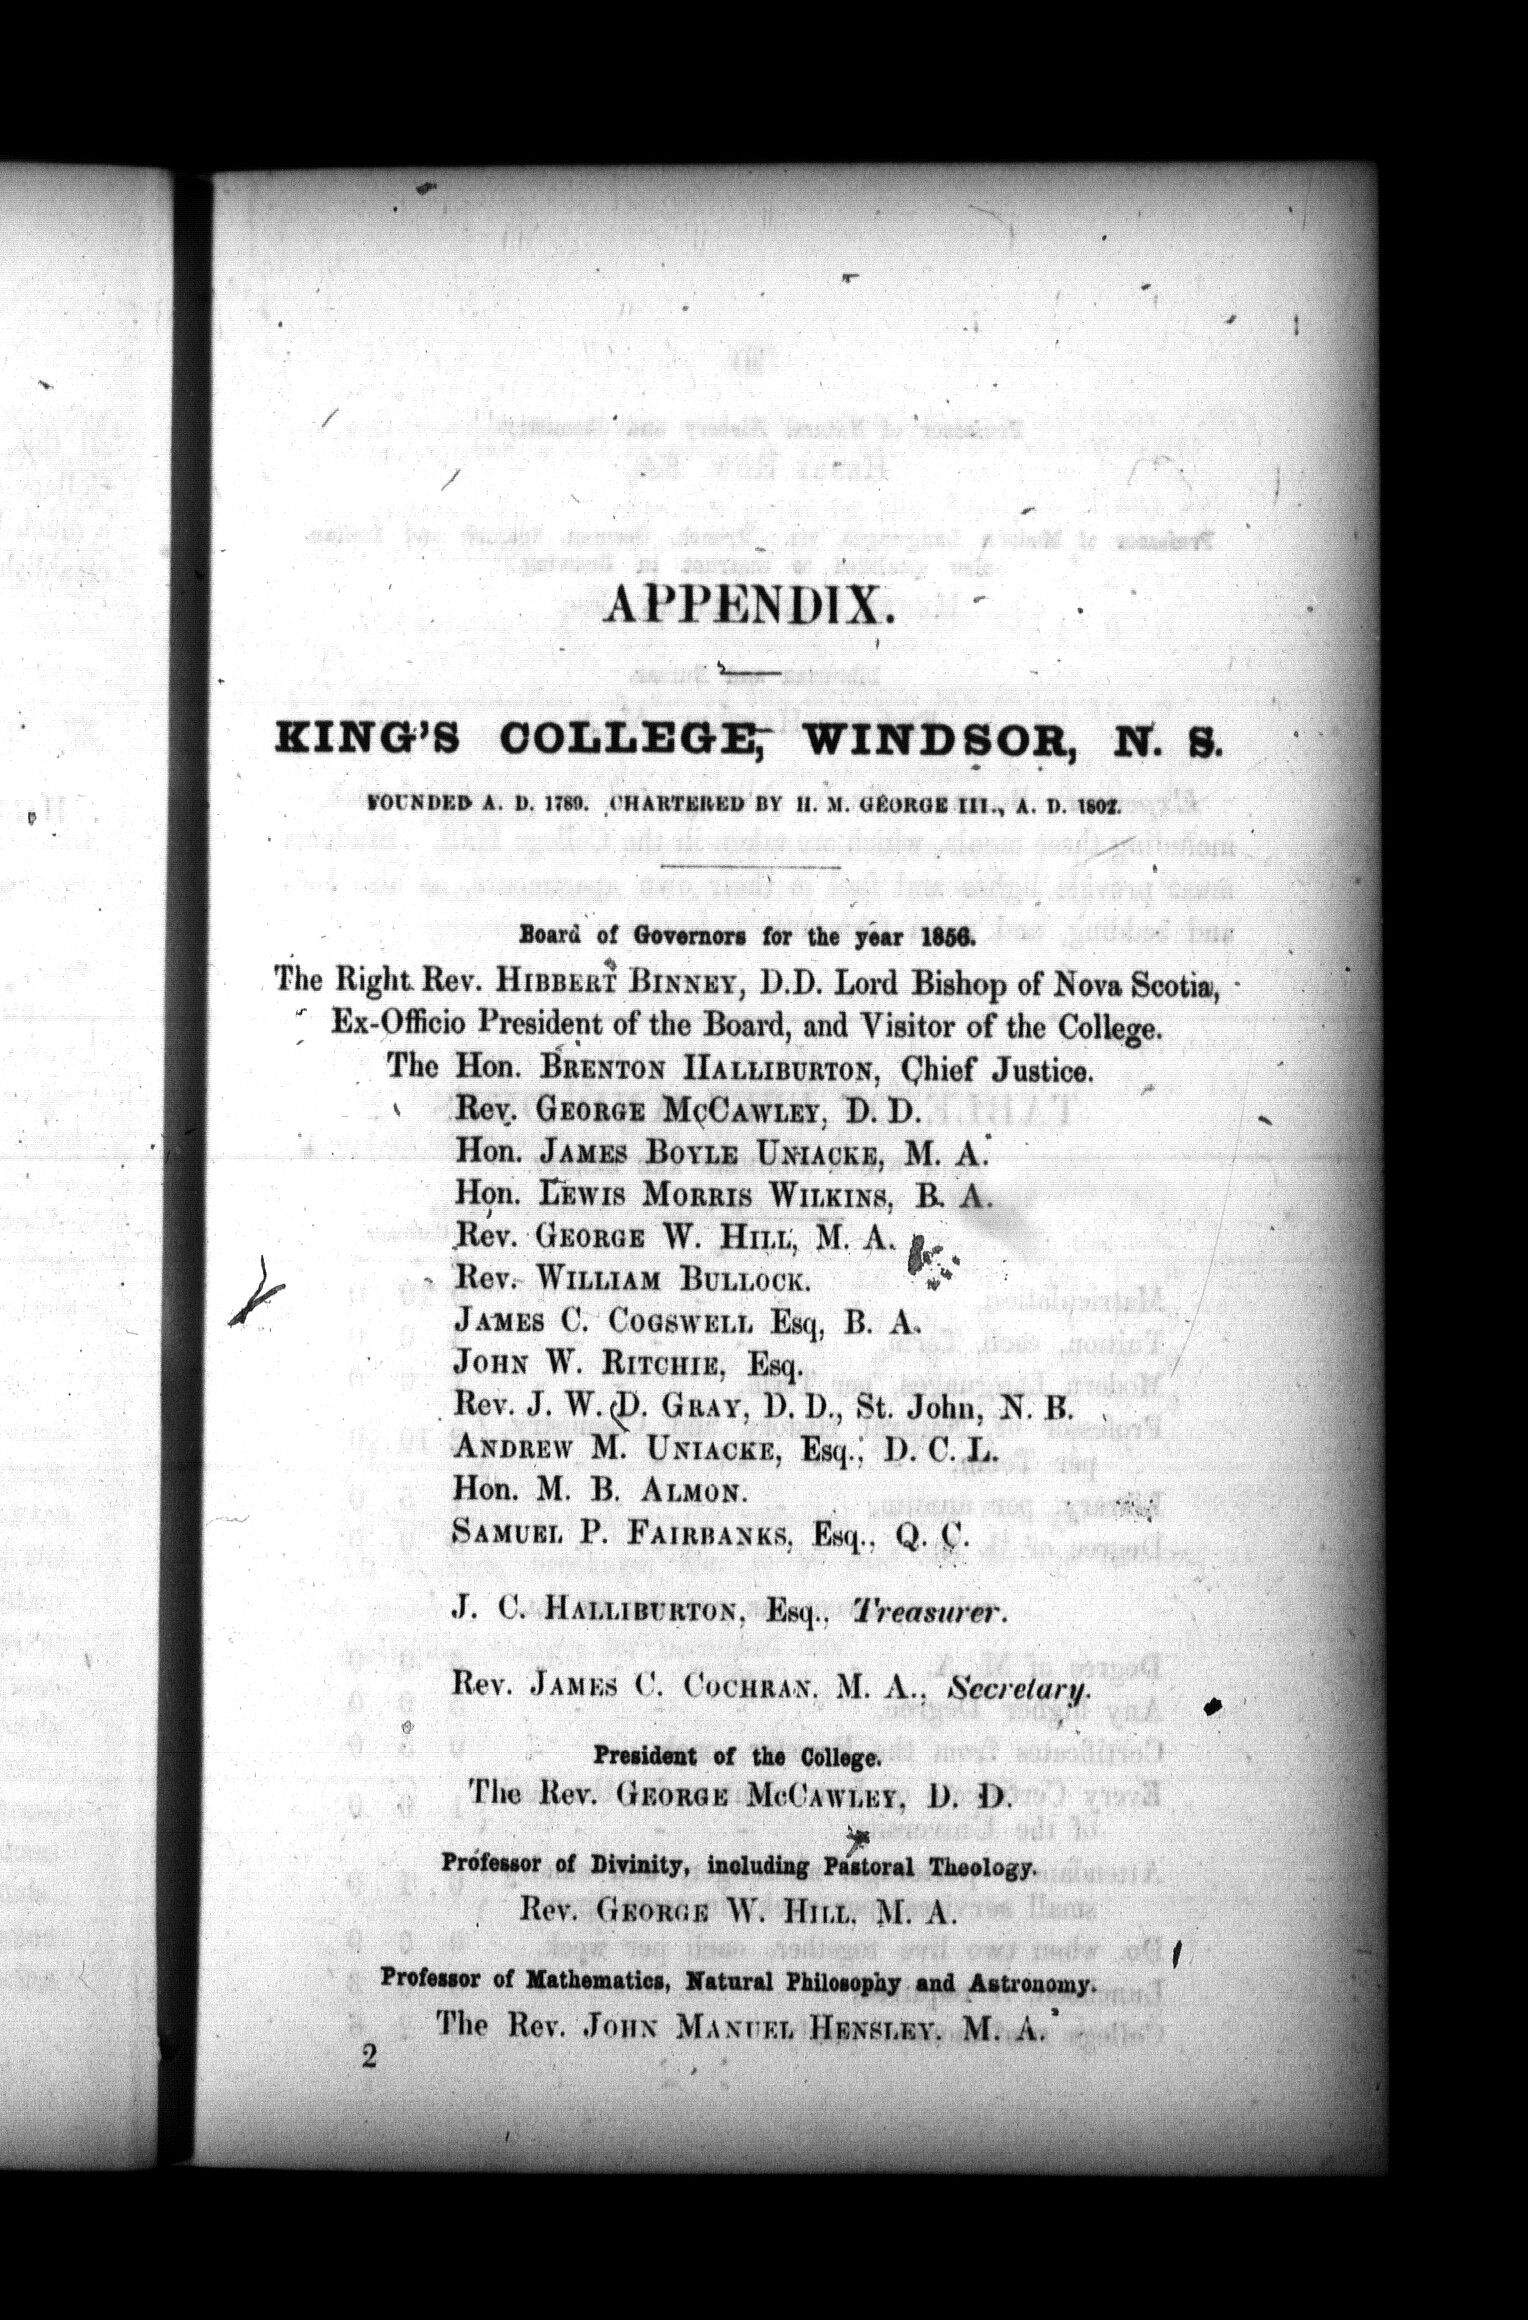 APPENDIX.
KING'S COLLEGE, WINDSOR, N. S.
FOUNDED A. D. 1789. CHARTERED BY H. M. GEORGE III., A. D. 1802.
Board of Governors for the year 1856.
The Right Rev. HIBBERT BINNEY, D.D. Lord Bishop of Nova Scotia,
Ex-Officio President of the Board, and Visitor of the College.
The Hon. BRENTON HALLIBURTON, Chief Justice.
Rev. GEORGE McCAWLEY, D. D.
Hon. JAMES BOYLE UNIACKE, M. A.
Hon. LEWIS MORRIS WILKINS, B. A.
Rev. GEORGE W. HILL, M. A.
Rev. WILLIAM BULLOCK.
JAMES C. COGSWELL Esq, B. A.
JOHN W. RITCHIE, Esq.
Rev. J. W. D. GRAY, D. D., St. John, N. B.
ANDREW M. UNIACKE, Esq., D. C. L.
Hon. M. B. ALMON.
SAMUEL P. FAIRBANKS, Esq., Q. C.
J. C. HALLIBURTON, Esq., Treasurer.
Rev. JAMES C. COCHRAN, M. A., Secretary.
President of the College.
The Rev. GEORGE McCAWLEY, D. D.
Professor of Divinity, including Pastoral Theology.
Rev. GEORGE W. HILL, M. A.
Professor of Mathematics, Natural Philosophy and Astronomy.
The Rev. JOHN MANUEL HENSLEY, M. A.
2